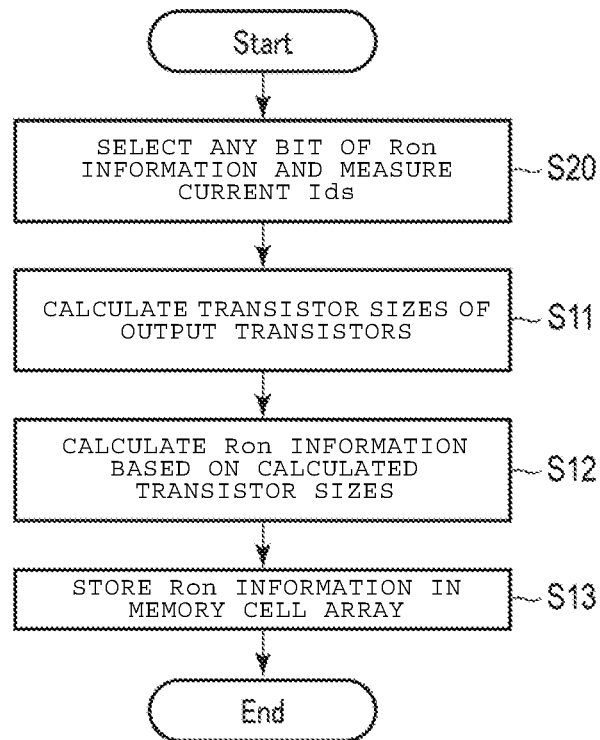 Start
SELECT ANY BIT OF Ron
INFORMATION AND MEASURE
CURRENT Ids
S20
CALCULATE TRANSISTOR SIZES OF
OUTPUT TRANSISTORS
S11
CALCULATE Ron INFORMATION
BASED ON CALCULATED
TRANSISTOR SIZES
S12
STORE Ron INFORMATION IN
MEMORY CELL ARRAY
S13
End